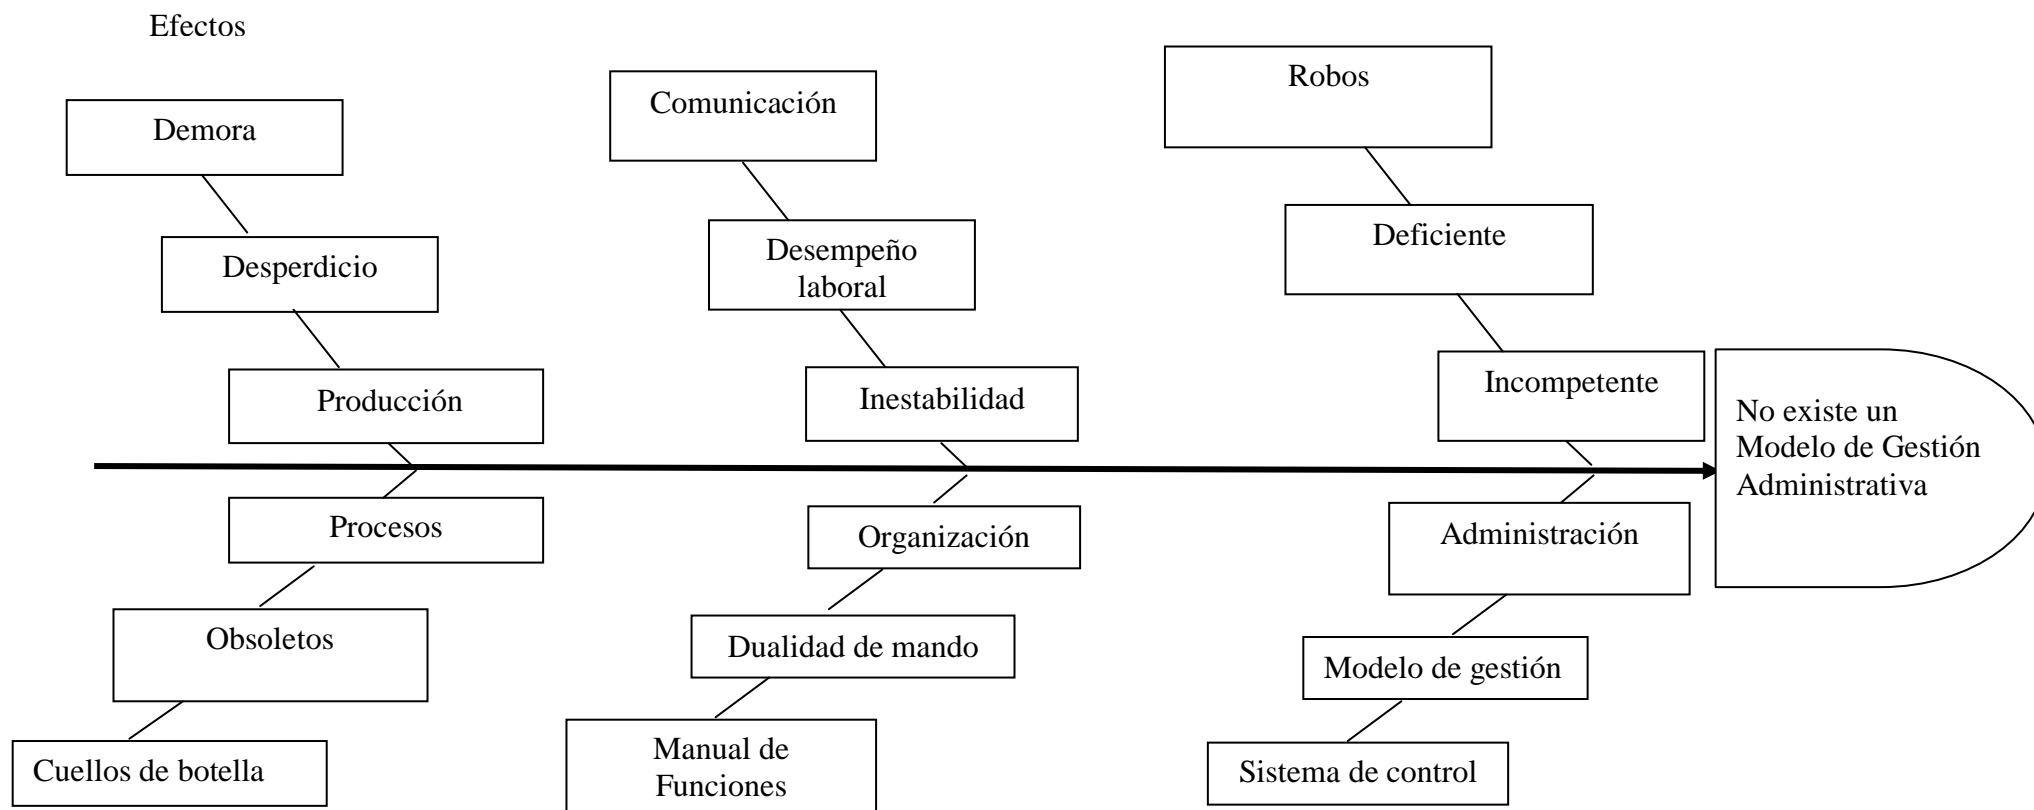 Efectos
Robos
Comunicación
Demora
Deficiente
Desempeño
laboral
Desperdicio
Incompetente
Inestabilidad
Producción
No existe un
Modelo de Gestión
Administrativa
Procesos
Organización
Administración
Obsoletos
Dualidad de mando
Modelo de gestión
Cuellos de botella
Manual de
Funciones
Sistema de control